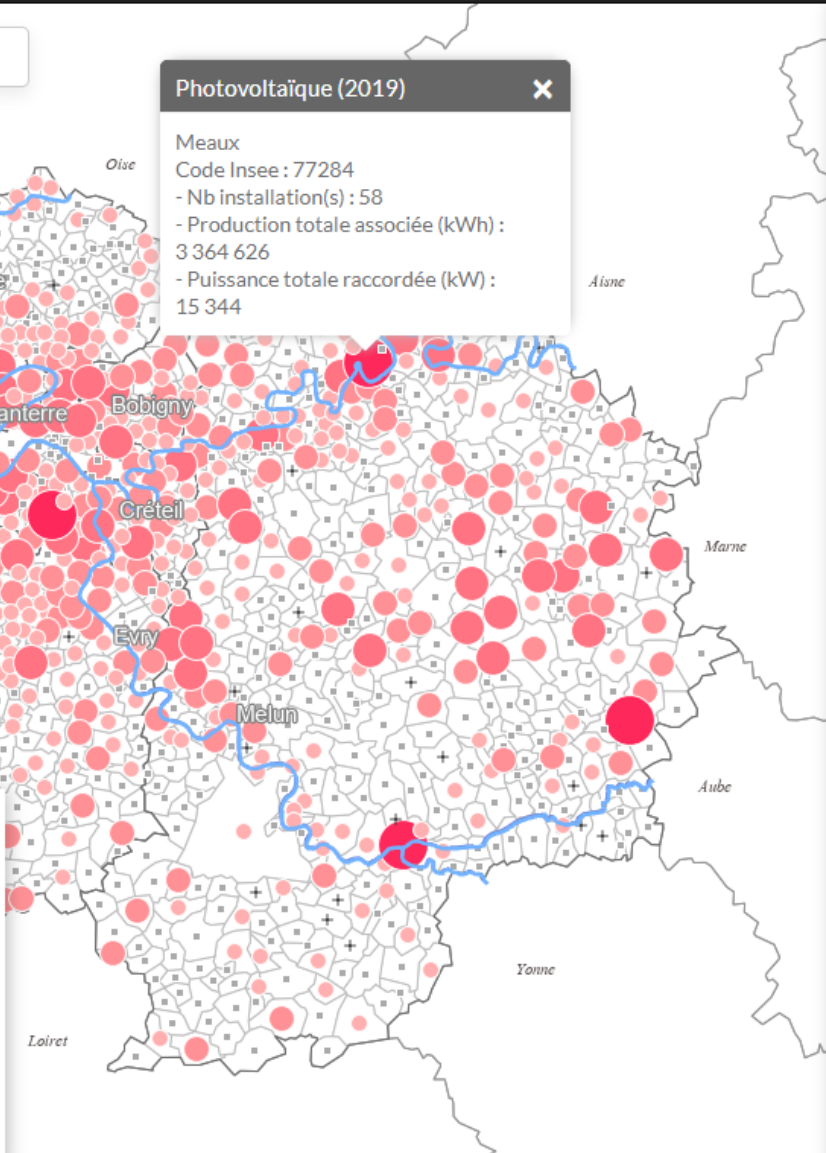 Photovoltaïque (2019)
Meaux
Code Insee : 77284
- Nb installation(s) : 58
- Production totale associée (kWh) :
3 364 626
- Puissance totale raccordée (kW) :
15 344
Oise
Aisne
anterre
Bobigny
Créteil
Marne
Evry
Melun
Aube
Yonne
Loiret